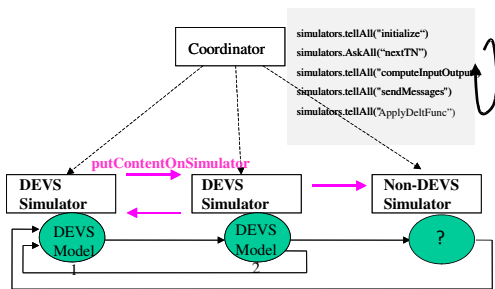 Coordinator
simulators.tellAll("initialize“)
simulators.AskAll(“nextTN”)
simulators.tellAll("computeInputOutput“)
simulators.tellAll("sendMessages")
simulators.tellAll("ApplyDeltFunc”)
putContentOnSimulator
DEVS
Simulator
DEVS
Simulator
Non-DEVS
Simulator
DEVS
Model
1
DEVS
Model
2
?